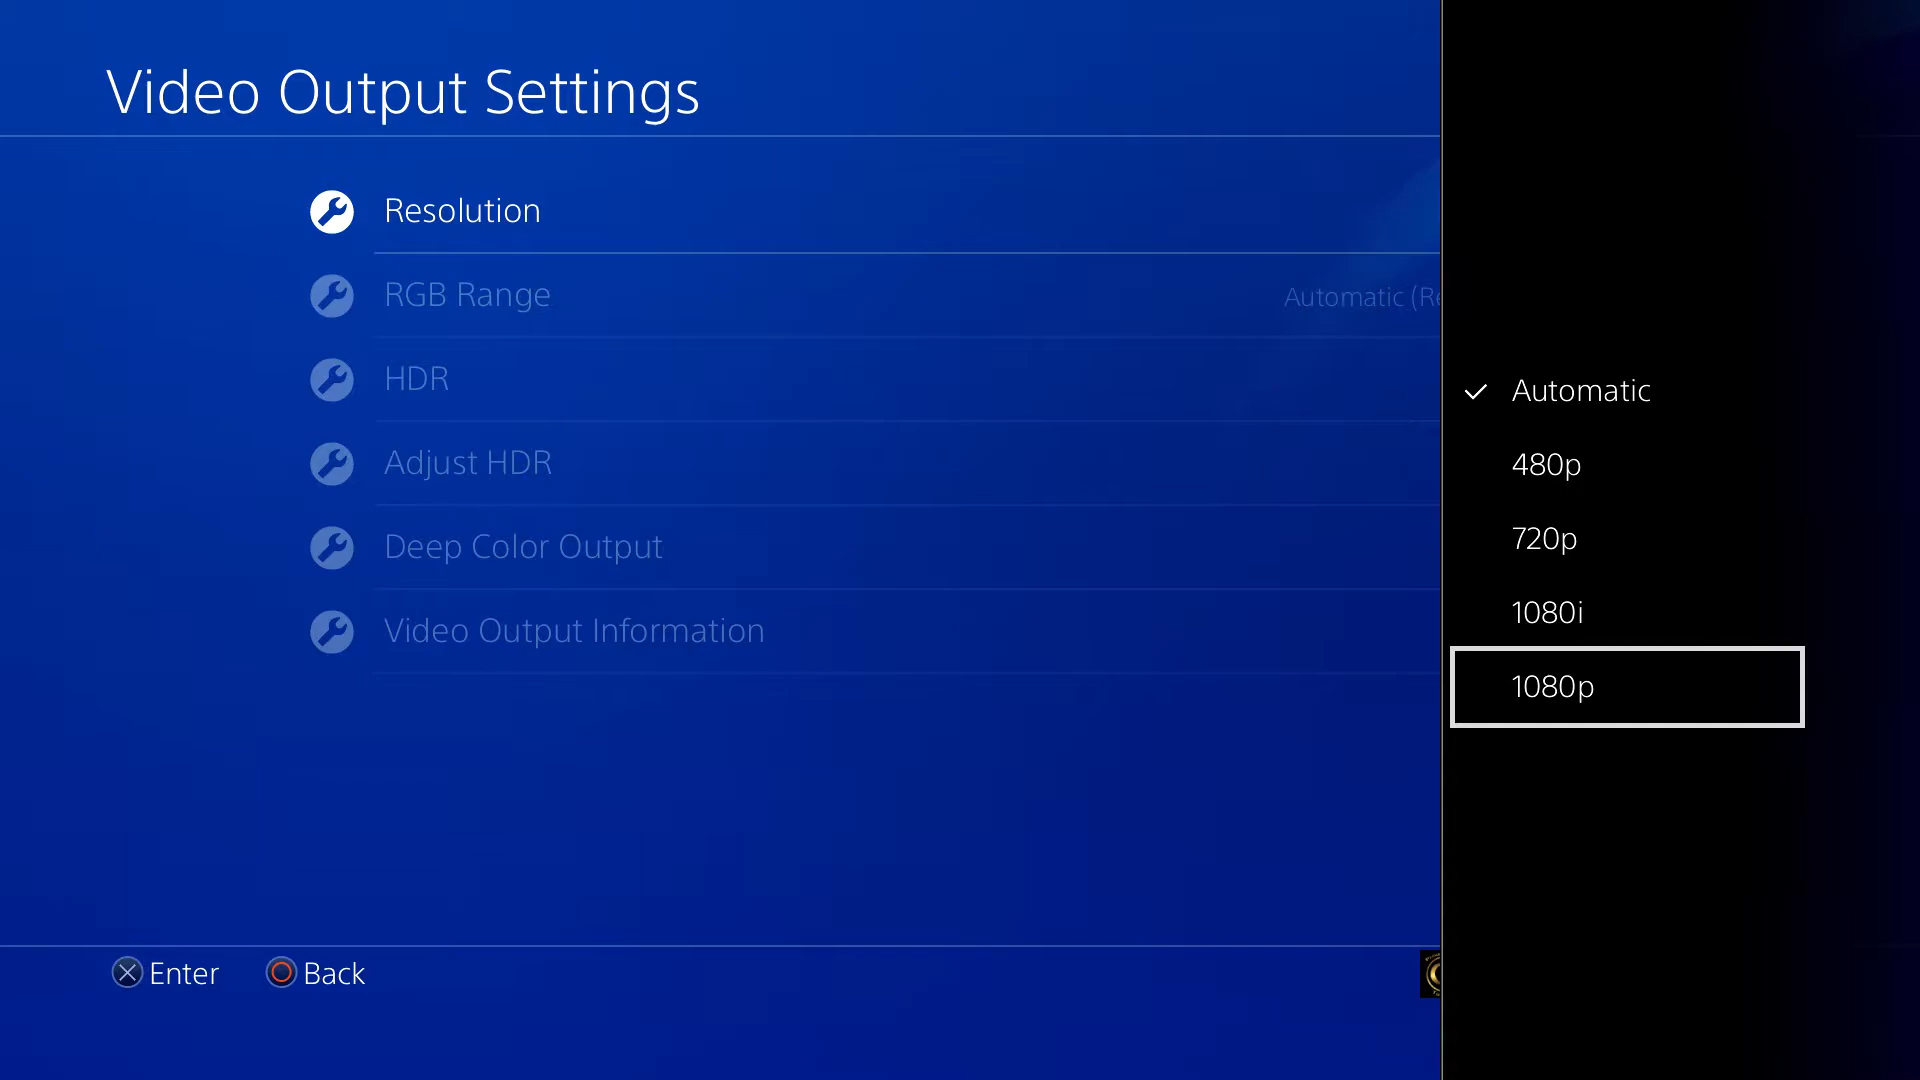 Video Output Settings
Resolution
RGB Range
Automatic
HDR
Adjust HDR
Deep Color Output
Video Output Information
Automatic
480p
720p
1080i
1080p
Enter
Back